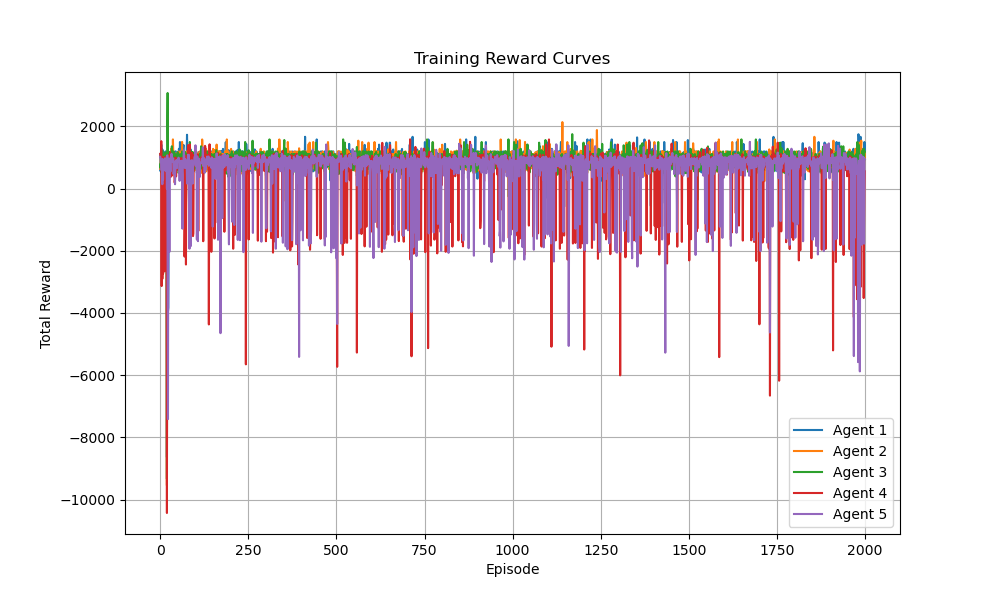 Training Reward Curves
Total Reward
2000
0
−2000
−4000
−6000
−8000
−10000
0 250 500 750 1000 1250 1500 1750 2000
Episode
Agent 1
Agent 2
Agent 3
Agent 4
Agent 5